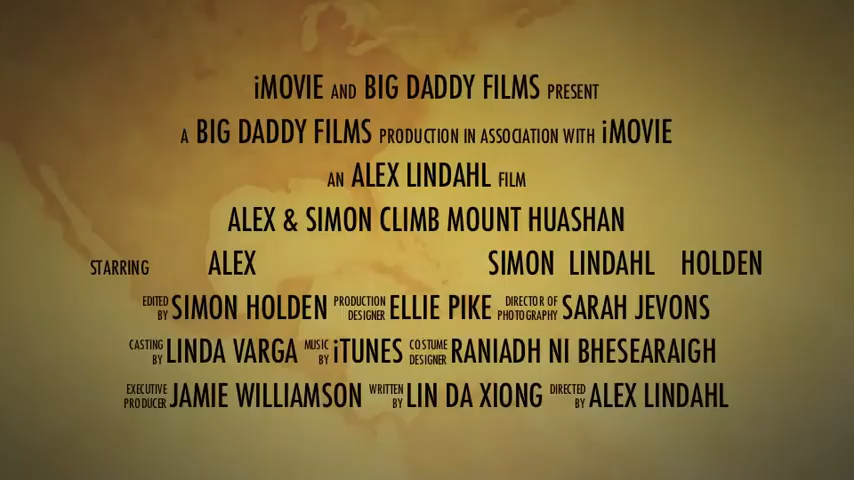 iMOVIE AND BIG DADDY FILMS PRESENT
A BIG DADDY FILMS PRODUCTION IN ASSOCIATION WITH iMOVIE
AN ALEX LINDAHL FILM
ALEX & SIMON CLIMB MOUNT HUASHAN
STARRING ALEX SIMON LINDAHL HOLDEN
EDITED BY SIMON HOLDEN PRODUCTION DESIGNER ELLIE PIKE DIRECTOR OF PHOTOGRAPHY SARAH JEVONS
CASTING BY LINDA VARGA MUSIC BY iTUNES COSTUME DESIGNER RANIADH NI BHESEARAIGH
EXECUTIVE PRODUCER JAMIE WILLIAMSON WRITTEN BY LIN DA XIONG DIRECTED BY ALEX LINDAHL